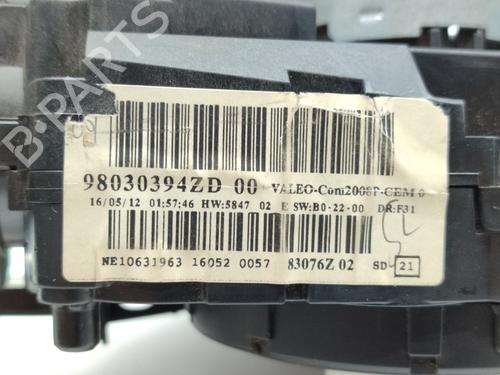 B-PARTS
98030394ZD 00 VALEO-Com2008P-CEM 0
16/05/12 01:57:46 HW:5847 02 E SW:B0-22-00 DR:F31
NE10631963 16052 0057 83076Z 02 SD 21